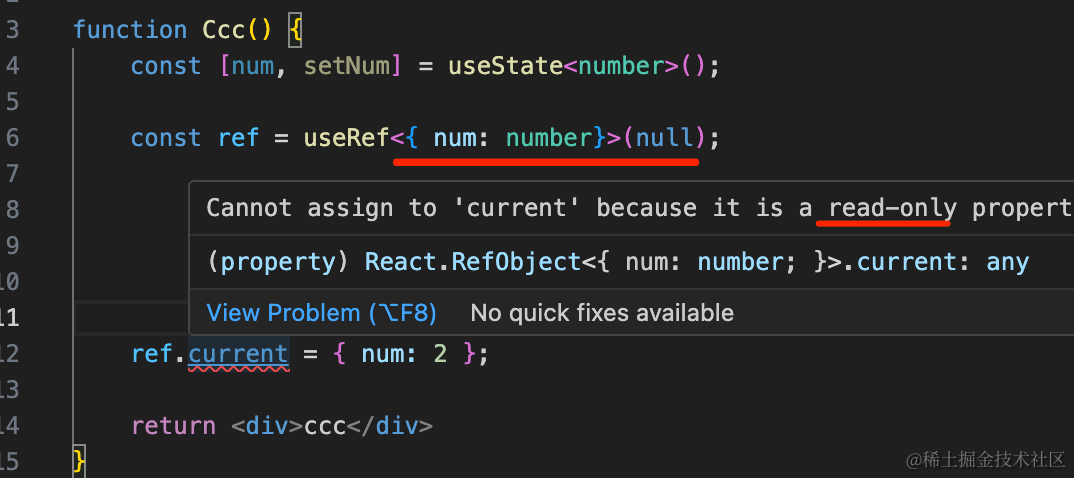 3 function Ccc() {
4 const [num, setNum] = useState<number>();
5
6 const ref = useRef<{ num: number}>(null);
7
8 Cannot assign to 'current' because it is a read-only propert
9
10 (property) React.RefObject<{ num: number; }>.current: any
11 View Problem (⌥F8) No quick fixes available
12 ref.current = { num: 2 };
13
14 return <div>ccc</div>
15 }
@稀土掘金技术社区